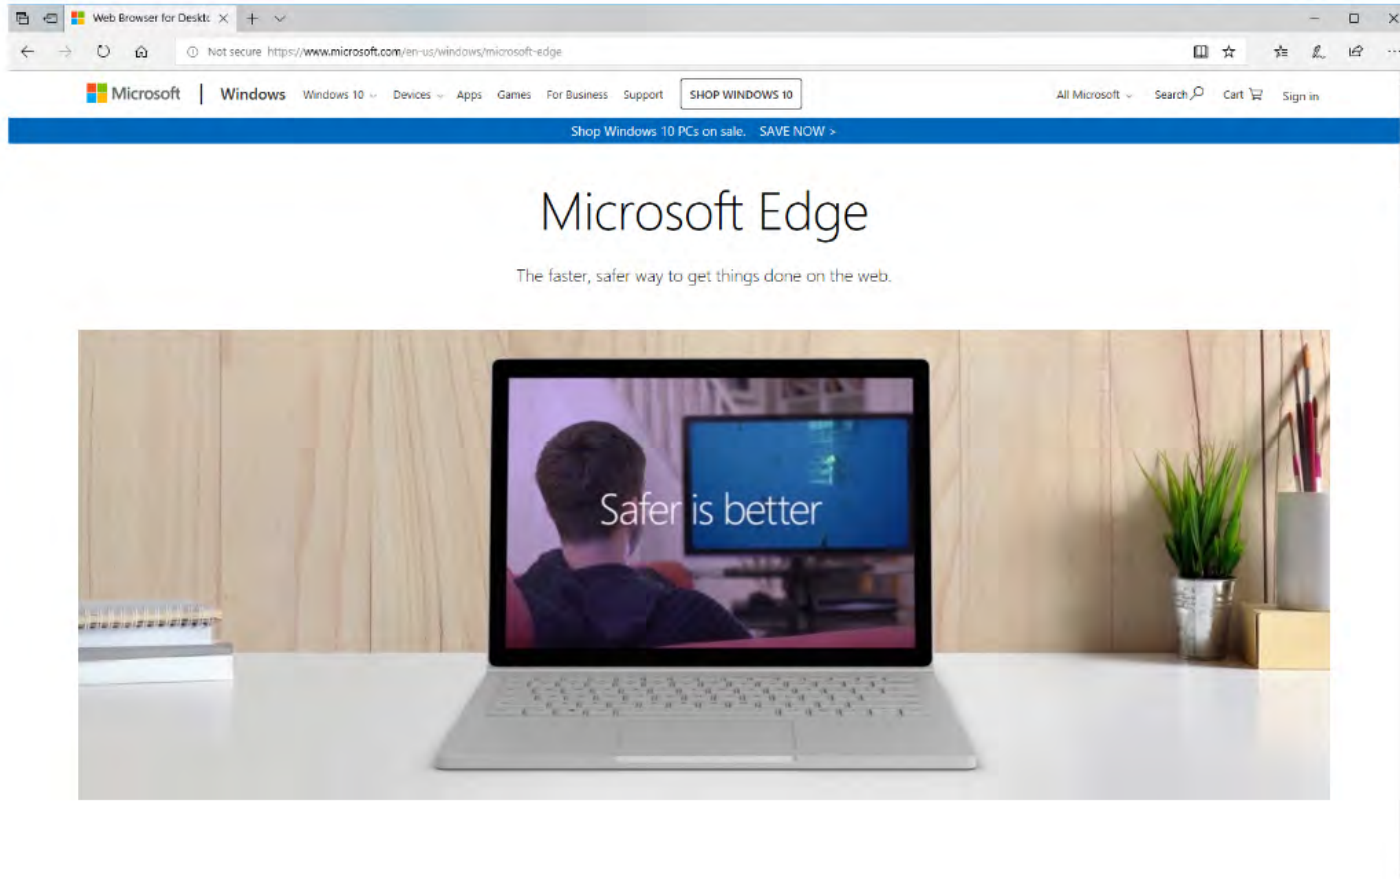 Web Browser for Deskto
Not secure https://www.microsoft.com/en-us/windows/microsoft-edge
Microsoft Windows Windows 10 Devices Apps Games For Business Support SHOP WINDOWS 10 All Microsoft Search Cart Sign in
Shop Windows 10 PCs on sale. SAVE NOW >
Microsoft Edge
The faster, safer way to get things done on the web.
Safer is better